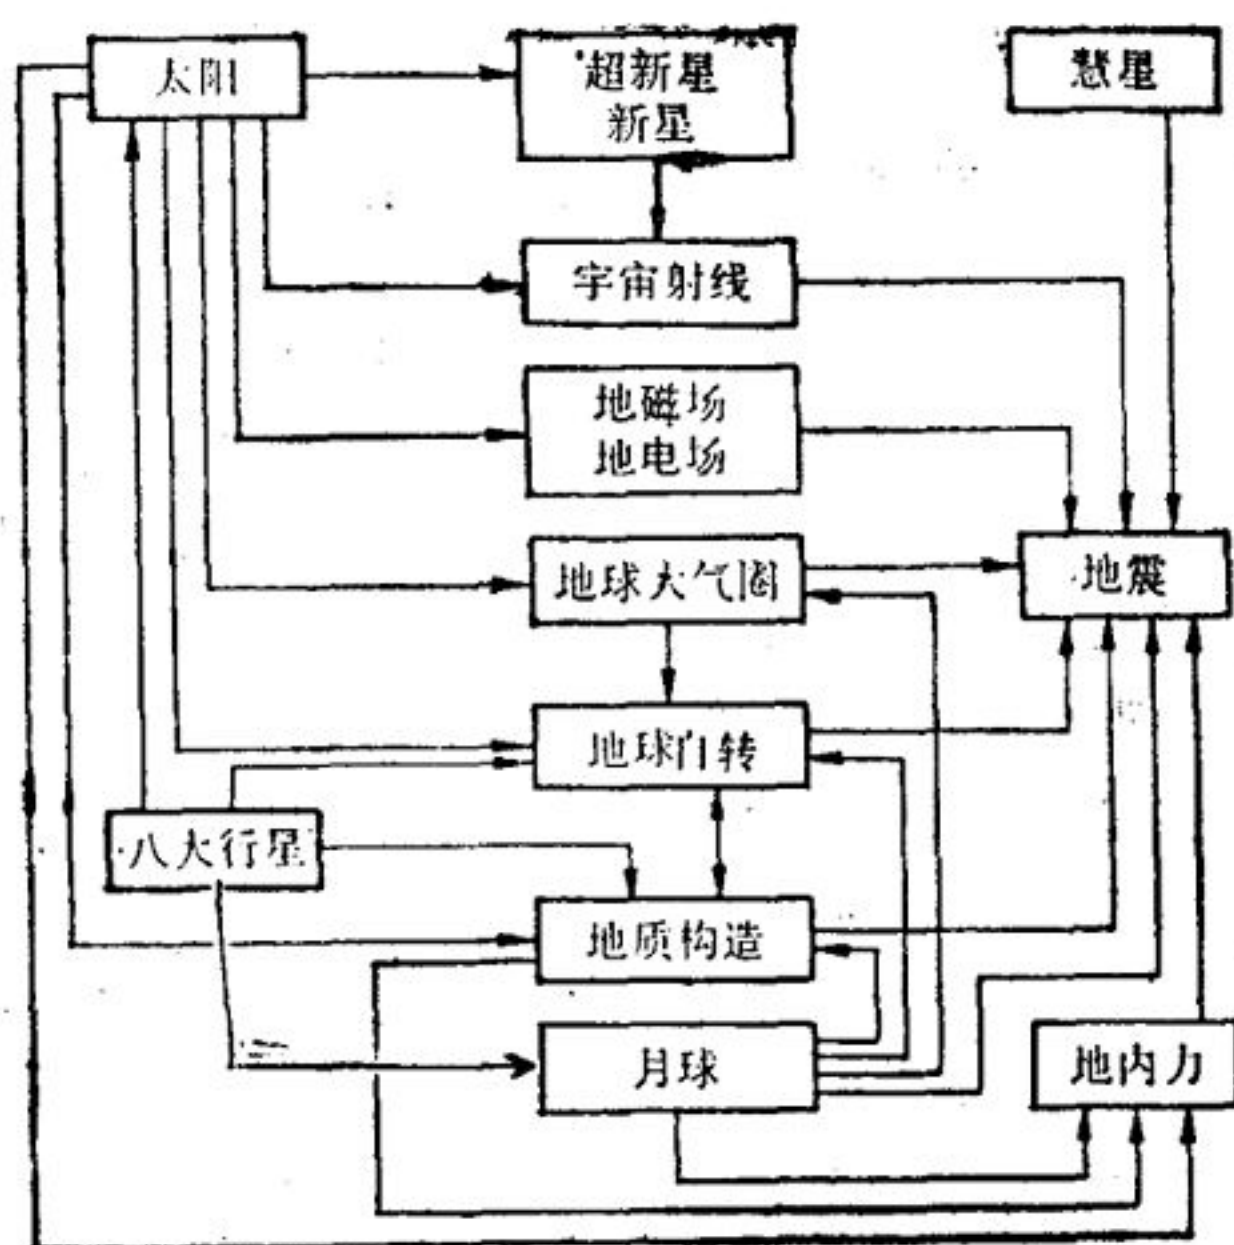 太阳
超新星
新星
慧星
宇宙射线
地磁场
地电场
地球大气圈
地震
地球自转
八大行星
地质构造
月球
地内力